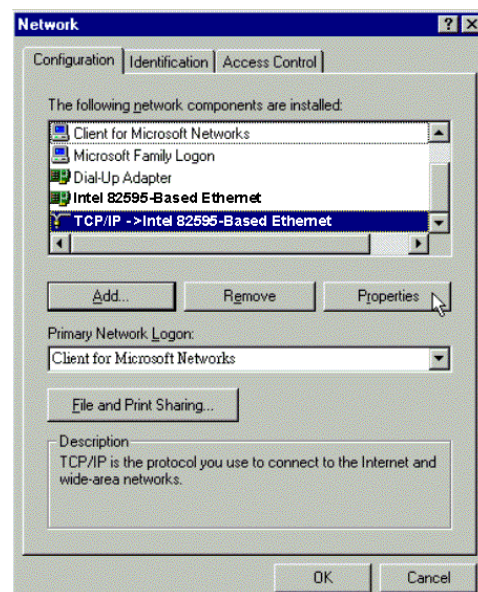 Network
Configuration Identification Access Control
The following network components are installed:
Client for Microsoft Networks
Microsoft Family Logon
Dial-Up Adapter
Intel 82595-Based Ethernet
TCP/IP ->Intel 82595-Based Ethernet
Add... Remove Properties
Primary Network Logon:
Client for Microsoft Networks
File and Print Sharing...
Description
TCP/IP is the protocol you use to connect to the Internet and
wide-area networks.
OK Cancel